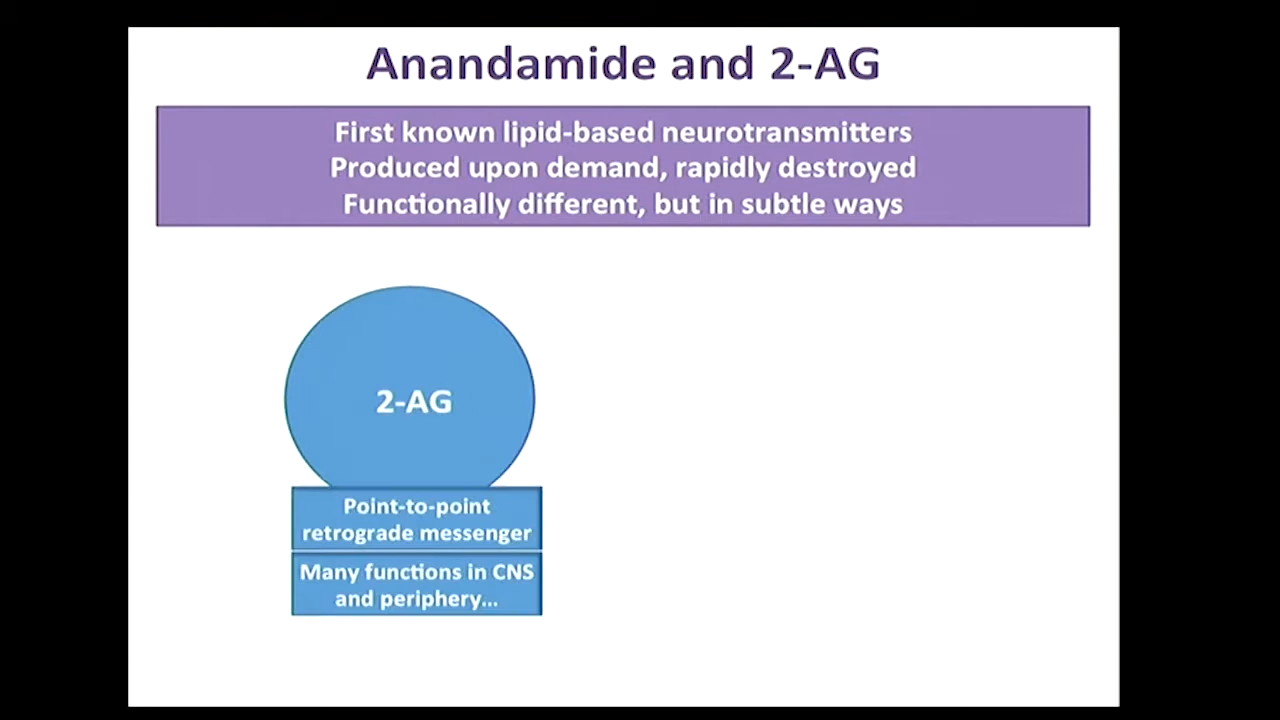 Anandamide and 2-AG
First known lipid-based neurotransmitters
Produced upon demand, rapidly destroyed
Functionally different, but in subtle ways
2-AG
Point-to-point
retrograde messenger
Many functions in CNS
and periphery…